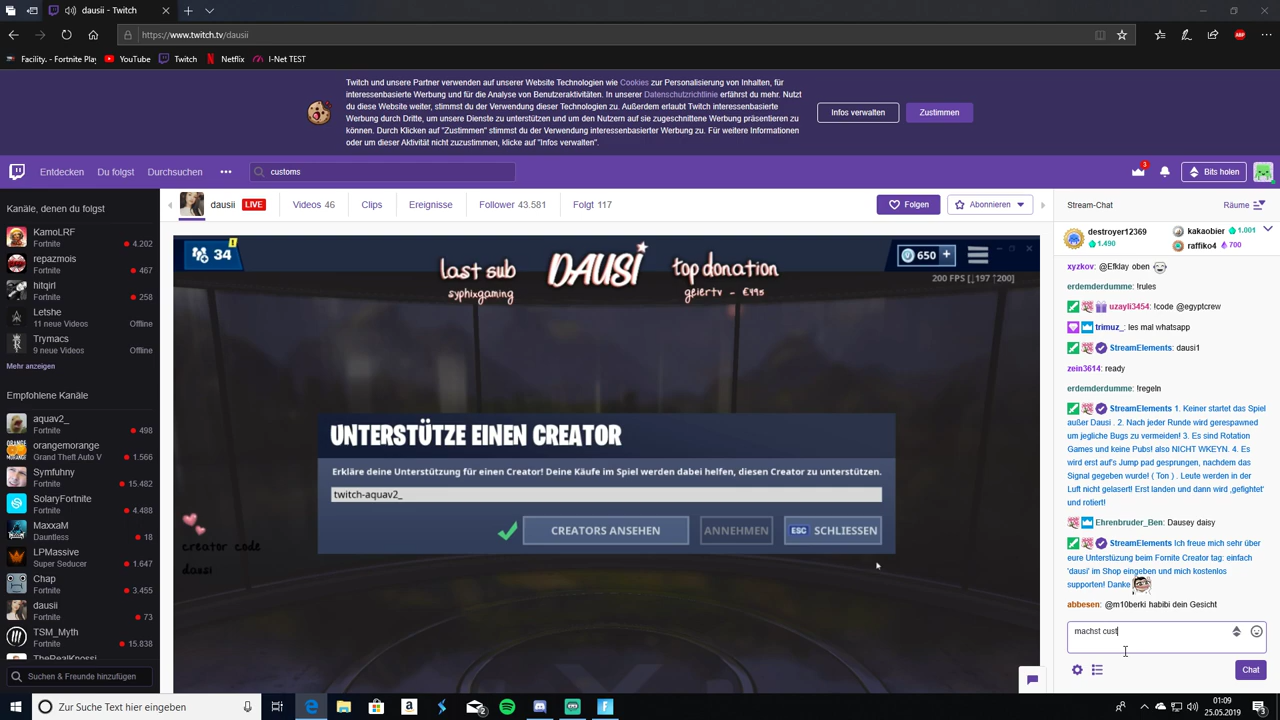 dausii - Twitch
https://www.twitch.tv/dausii
Facility. - Fortnite Pla
YouTube
Twitch
Netflix
I-Net TEST
ABP
Twitch und unsere Partner verwenden auf unserer Website Technologien wie Cookies zur Personalisierung von Inhalten, für
interessenbasierte Werbung und für die Analyse von Benutzeraktivitäten. In unserer Datenschutzrichtlinie erfährst du mehr. Nutzt
du diese Website weiter, stimmst du der Verwendung dieser Technologien zu. Außerdem erlaubt Twitch interessenbasierte
Werbung durch Dritte, um unsere Dienste zu unterstützen und um den Nutzern auf sie zugeschnittene Werbung präsentieren zu
können. Durch Klicken auf "Zustimmen" stimmst du der Verwendung interessenbasierter Werbung zu. Für weitere Informationen
oder um dieser Aktivität nicht zuzustimmen, klicke auf "Infos verwalten".
Infos verwalten
Zustimmen
Entdecken
Du folgst
Durchsuchen
customs
3
Bits holen
Kanäle, denen du folgst
KamoLRF
Fortnite
4.202
repazmois
Fortnite
467
hitqirl
Fortnite
258
Letshe
11 neue Videos
Offline
Trymacs
9 neue Videos
Offline
Mehr anzeigen
Empfohlene Kanäle
aquav2_
Fortnite
498
orangemorange
Grand Theft Auto V
1.566
Symfuhny
Fortnite
15.482
SolaryFortnite
Fortnite
4.488
MaxxaM
Dauntless
18
LPMassive
Super Seducer
1.647
Chap
Fortnite
3.455
dausii
Fortnite
73
TSM_Myth
Fortnite
15.838
TheRealKnossi
Suchen & Freunde hinzufügen
dausii
LIVE
Videos 46
Clips
Ereignisse
Follower 43.581
Folgt 117
Folgen
Abonnieren
34
last sub
syphixgaming
DAUSI
top donation
650
200 FPS [↓197 ↑200]
UNTERSTÜTZE EINEN CREATOR
Erkläre deine Unterstützung für einen Creator! Deine Käufe im Spiel werden dabei helfen, diesen Creator zu unterstützen.
twitch-aquav2_
CREATORS ANSEHEN
ANNEHMEN
ESC SCHLIESSEN
creator code
dausi
Stream-Chat
Räume
destroyer12369
1.490
kakaobier
1.001
raffiko4
700
xyzkov: @Efklay oben
erdemderdumme: !rules
uzayli3454: !code @egyptcrew
trimuz_: les mal whatsapp
StreamElements: dausi1
zein3614: ready
erdemderdumme: !regeln
StreamElements 1. Keiner startet das Spiel
außer Dausi . 2. Nach jeder Runde wird gerespawned
um jegliche Bugs zu vermeiden! 3. Es sind Rotation
Games und keine Pubs! also NICHT WKEYN. 4. Es
wird erst auf's Jump pad gesprungen, nachdem das
Signal gegeben wurde! ( Ton ) . Leute werden in der
Luft nicht gelasert! Erst landen und dann wird ,gefightet'
und rotiert!
Ehrenbruder_Ben: Dausey daisy
StreamElements Ich freue mich sehr über
eure Unterstüzung beim Fornite Creator tag: einfach
'dausi' im Shop eingeben und mich kostenlos
supporten! Danke
abbesen: @m10berki habibi dein Gesicht
machst cust
Chat
Zur Suche Text hier eingeben
2
01:09
25.05.2019
3